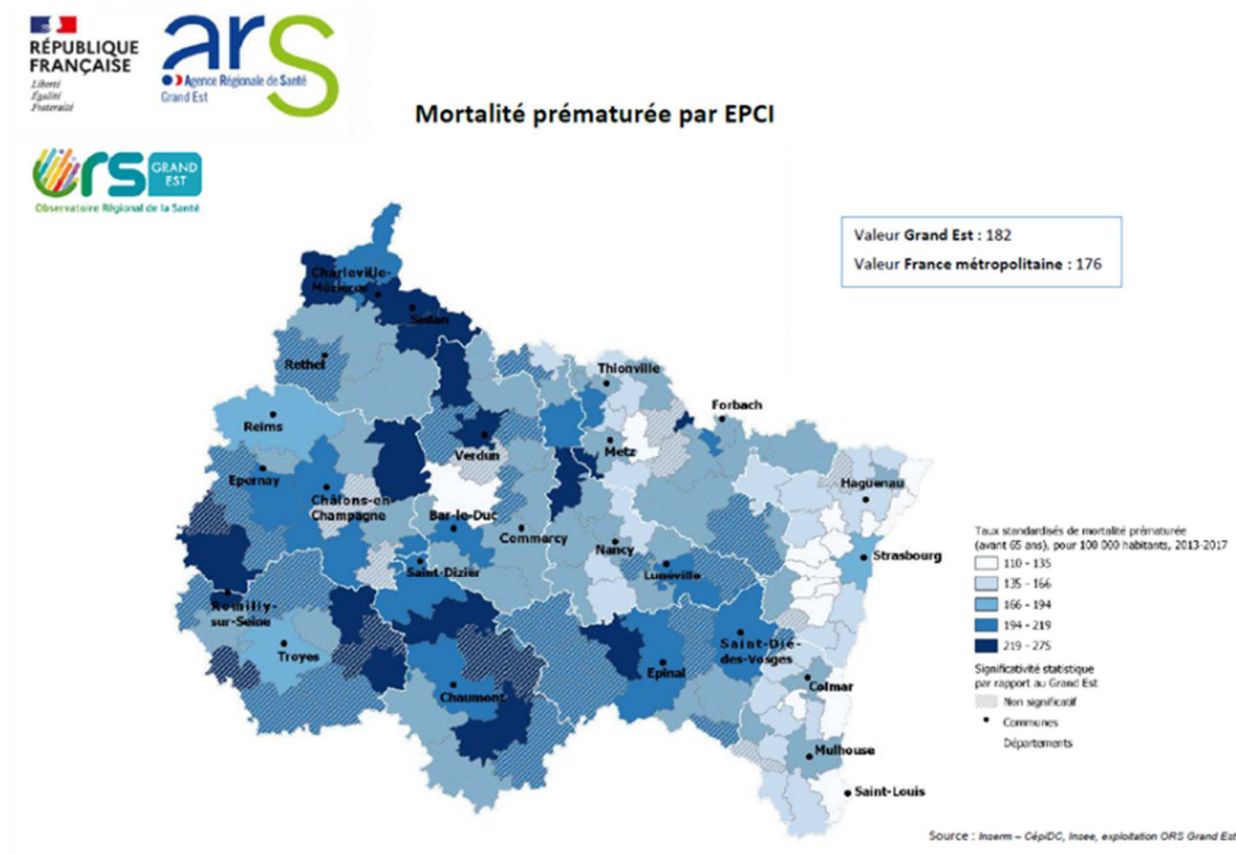 RÉPUBLIQUE
FRANÇAISE
Liberté
Égalité
Fraternité
ars
Agence Régionale de Santé
Grand Est
Mortalité prématurée par EPCI
ORS
GRAND
EST
Observatoire Régional de la Santé
Valeur Grand Est : 182
Valeur France métropolitaine : 176
Charleville-
Mézières
Sedan
Rethel
Thionville
Forbach
Reims
Verdun
Metz
Epernay
Haguenau
Châlons-en-
Champagne
Bar-le-Duc
Commercy
Nancy
Strasbourg
Saint-Dizier
Lunéville
Romilly-
sur-Seine
Troyes
Saint-Dié-
des-Vosges
Epinal
Chaumont
Colmar
Mulhouse
Saint-Louis
Taux standardisés de mortalité prématurée
(avant 65 ans), pour 100 000 habitants, 2013-2017
110 - 135
135 - 166
166 - 194
194 - 219
219 - 275
Significativité statistique
par rapport au Grand Est
Non significatif
Communes
Départements
Source : Inserm – CépiDC, Insee, exploitation ORS Grand Est